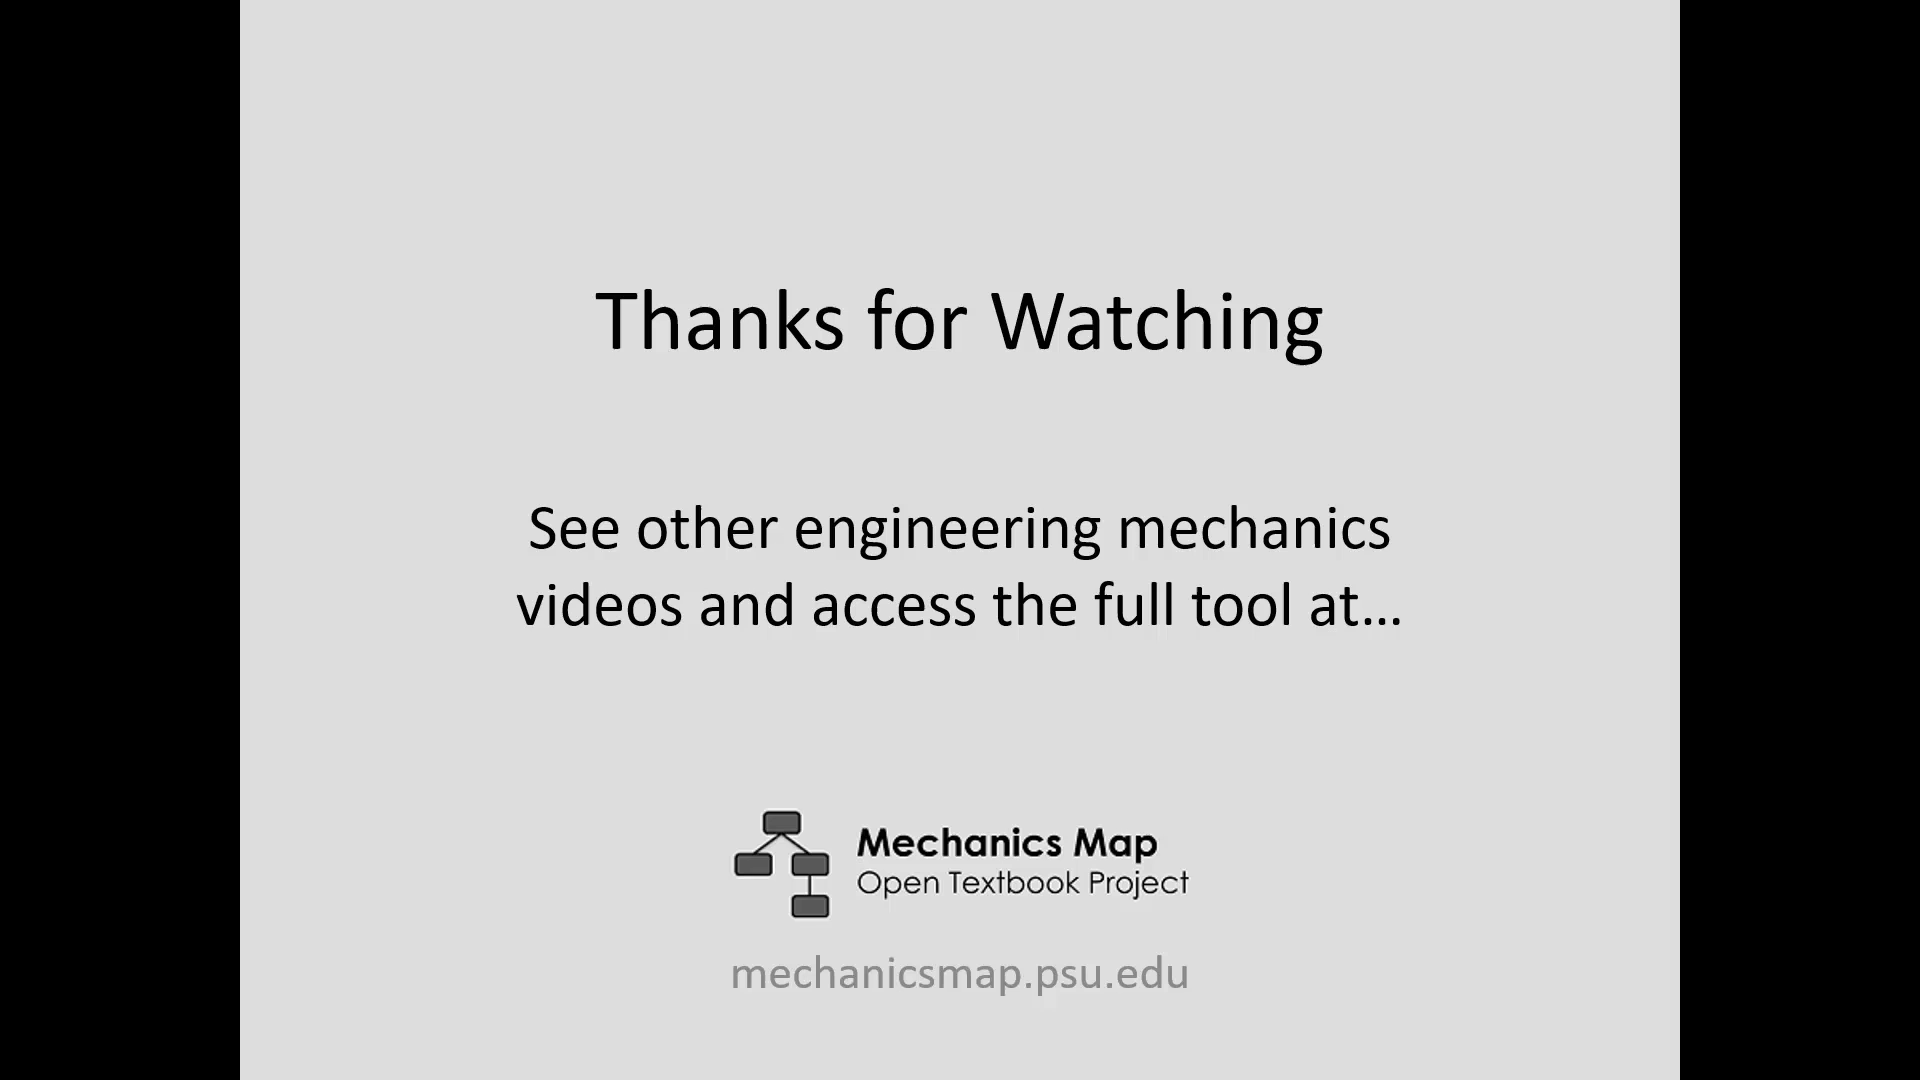 Thanks for Watching
See other engineering mechanics
videos and access the full tool at...
Mechanics Map
Open Textbook Project
mechanicsmap.psu.edu